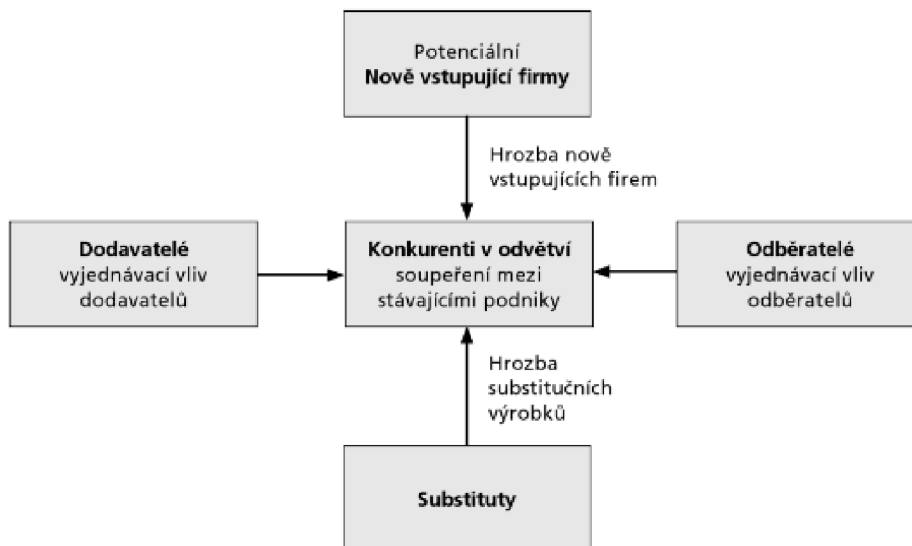 Potenciální
Nově vstupující firmy
Hrozba nově
vstupujících firem
Dodavatelé
vyjednávací vliv
dodavatelů
Konkurenti v odvětví
soupeření mezi
stávajícími podniky
Odběratelé
vyjednávací vliv
odběratelů
Hrozba
substitučních
výrobků
Substituty